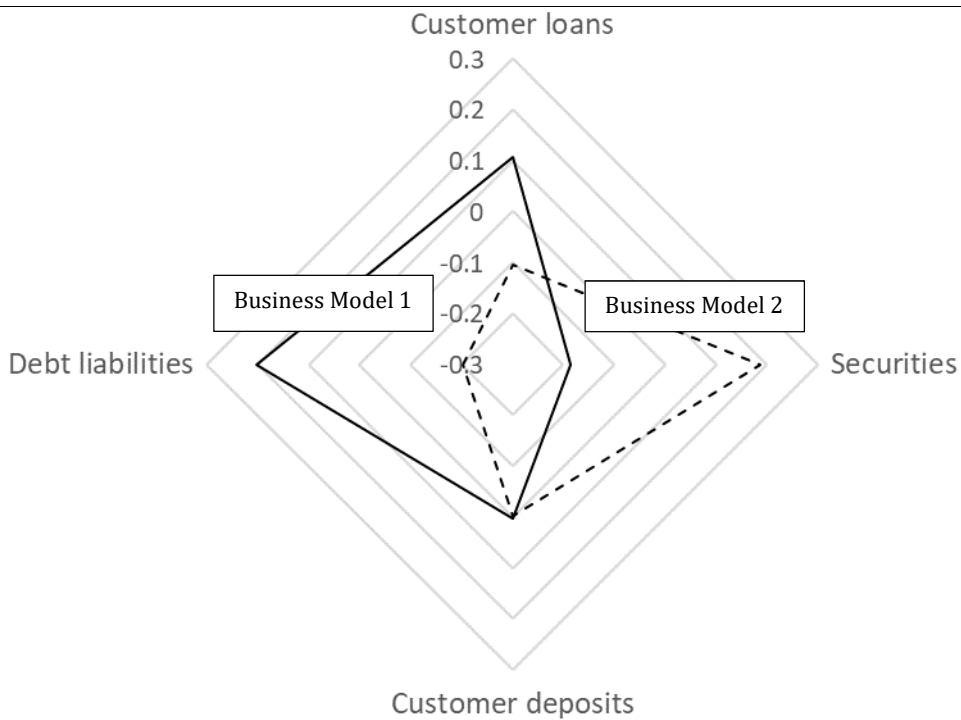 Customer loans
0.3
0.2
0.1
0
-0.1
-0.2
-0.3
Business Model 1
Business Model 2
Debt liabilities
Securities
Customer deposits